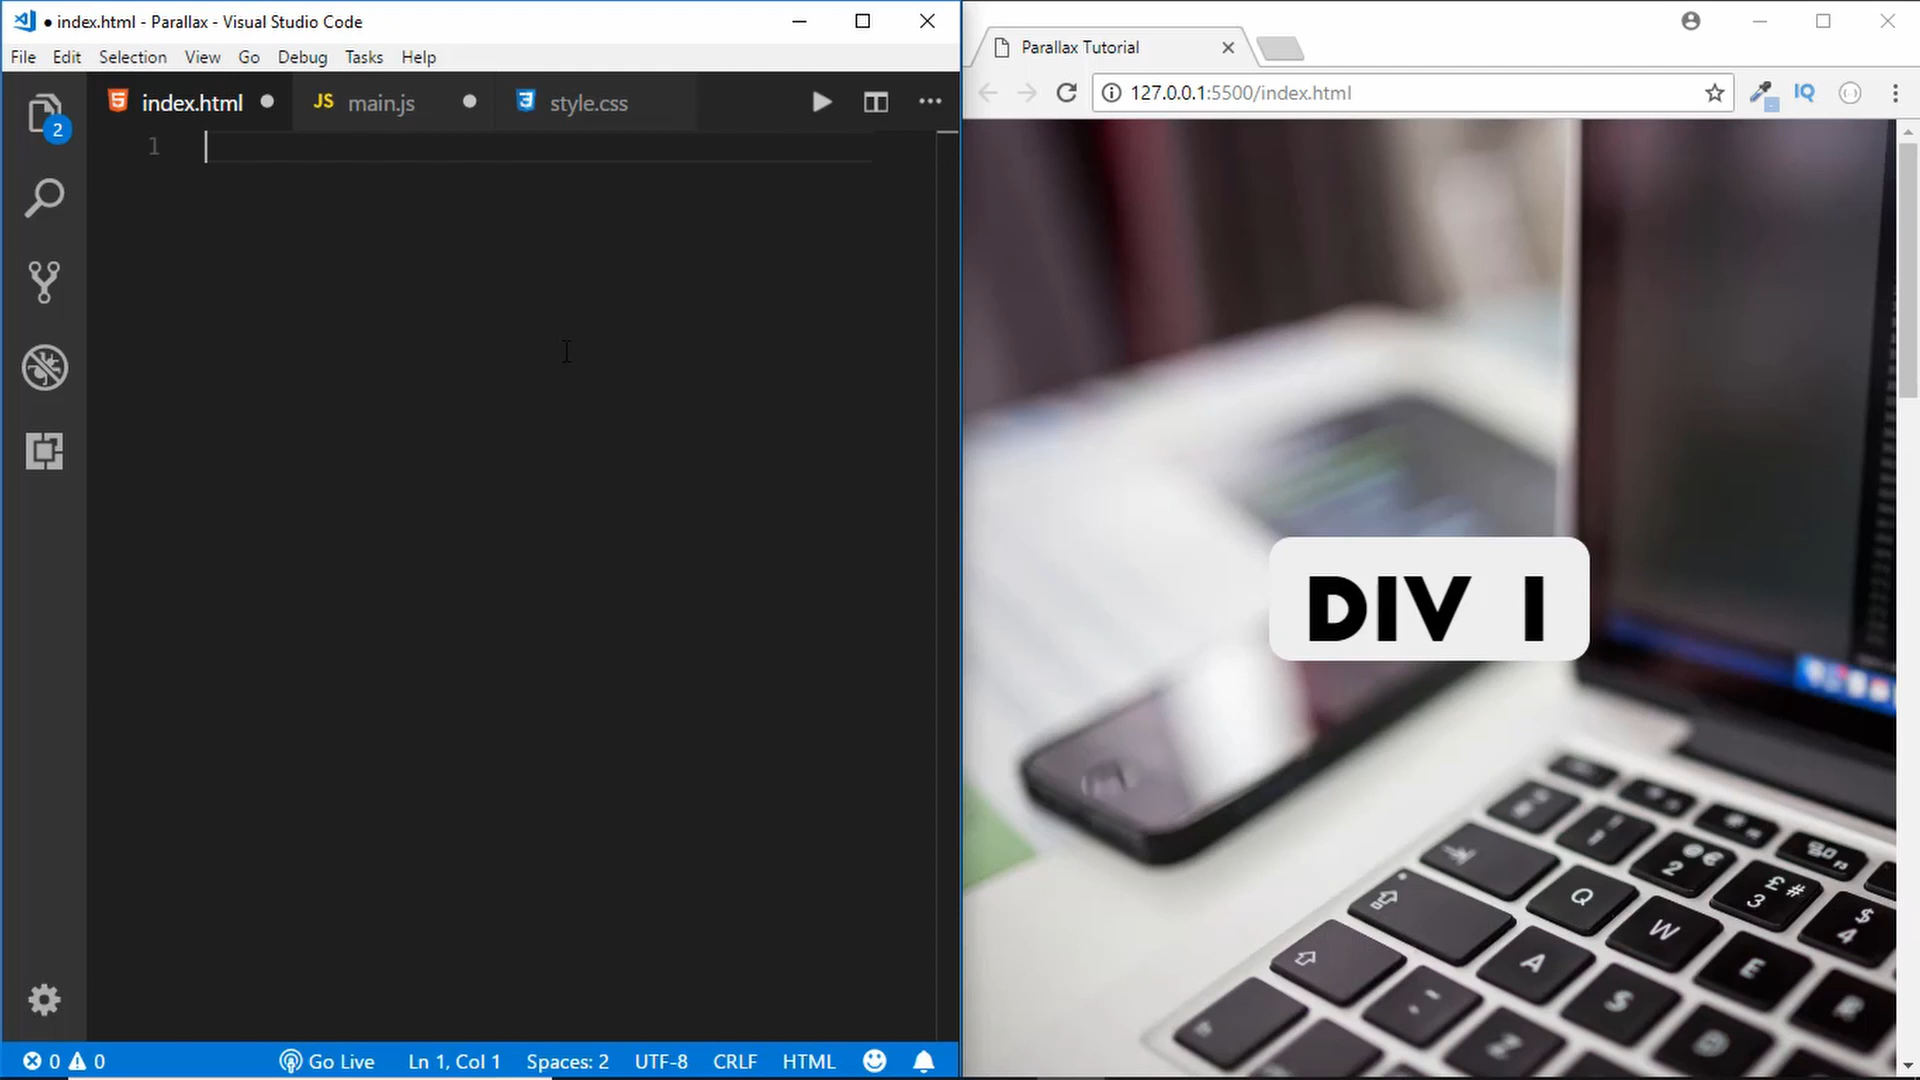 index.html - Parallax - Visual Studio Code
File Edit Selection View Go Debug Tasks Help
2
index.html
JS main.js
style.css
1
0 0
Go Live
Ln 1, Col 1
Spaces: 2
UTF-8
CRLF
HTML
Parallax Tutorial
127.0.0.1:5500/index.html
IQ
DIV 1
2 € £ 3 # $ 4
Q W E R
A S D
Z